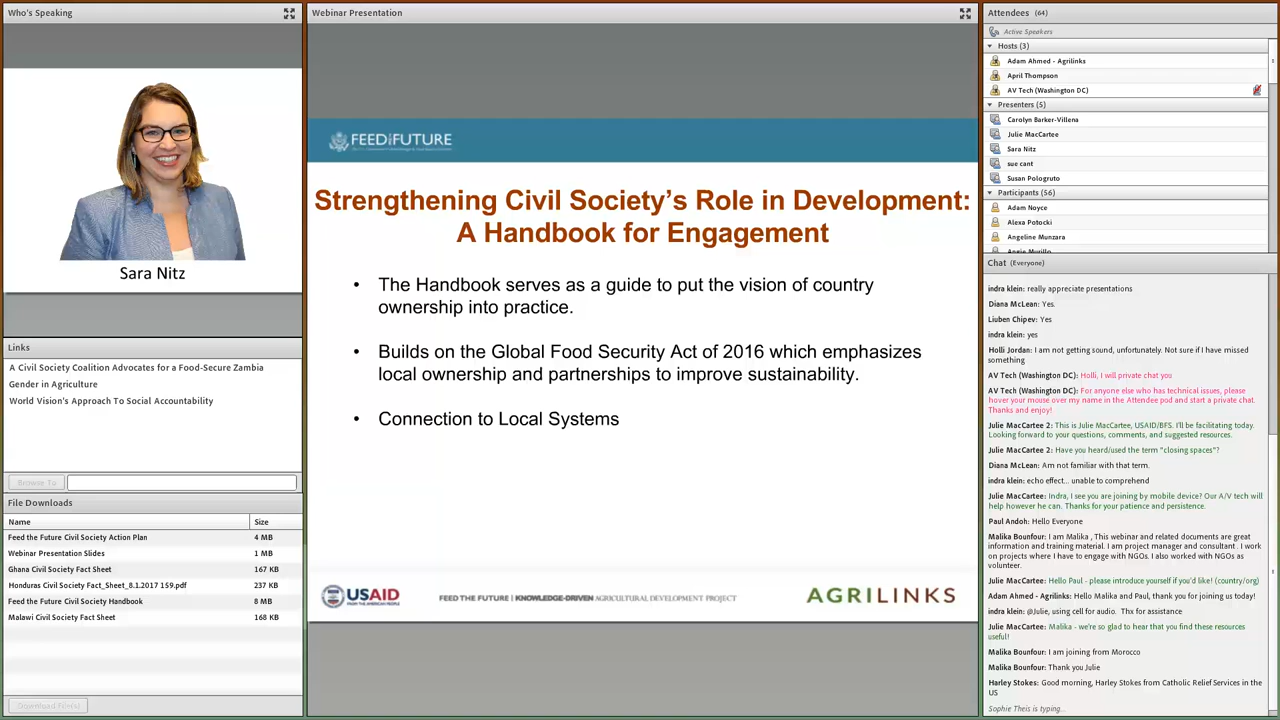 Who's Speaking
Sara Nitz
Links
A Civil Society Coalition Advocates for a Food-Secure Zambia
Gender in Agriculture
World Vision's Approach To Social Accountability
Browse To
File Downloads
Name Size
Feed the Future Civil Society Action Plan 4 MB
Webinar Presentation Slides 1 MB
Ghana Civil Society Fact Sheet 167 KB
Honduras Civil Society Fact_Sheet_8.1.2017 159.pdf 237 KB
Feed the Future Civil Society Handbook 8 MB
Malawi Civil Society Fact Sheet 168 KB
Download File(s)
Webinar Presentation
FEED THE FUTURE
Strengthening Civil Society's Role in Development:
A Handbook for Engagement
• The Handbook serves as a guide to put the vision of country
ownership into practice.
• Builds on the Global Food Security Act of 2016 which emphasizes
local ownership and partnerships to improve sustainability.
• Connection to Local Systems
USAID
FROM THE AMERICAN PEOPLE
FEED THE FUTURE | KNOWLEDGE-DRIVEN AGRICULTURAL DEVELOPMENT PROJECT
AGRILINKS
Attendees (64)
Active Speakers
Hosts (3)
Adam Ahmed - Agrilinks
April Thompson
AV Tech (Washington DC)
Presenters (5)
Carolyn Barker-Villena
Julie MacCartee
Sara Nitz
sue cant
Susan Pologruto
Participants (56)
Adam Noyce
Alexa Potocki
Angeline Munzara
Angie Murillo
Chat (Everyone)
indra klein: really appreciate presentations
Diana McLean: Yes.
Liuben Chipev: Yes
indra klein: yes
Holli Jordan: I am not getting sound, unfortunately. Not sure if I have missed
something
AV Tech (Washington DC): Holli, I will private chat you
AV Tech (Washington DC): For anyone else who has technical issues, please
hover your mouse over my name in the Attendee pod and start a private chat.
Thanks and enjoy!
Julie MacCartee 2: This is Julie MacCartee, USAID/BFS. I'll be facilitating today.
Looking forward to your questions, comments, and suggested resources.
Julie MacCartee 2: Have you heard/used the term "closing spaces"?
Diana McLean: Am not familiar with that term.
indra klein: echo effect... unable to comprehend
Julie MacCartee: Indra, I see you are joining by mobile device? Our A/V tech will
help however he can. Thanks for your patience and persistence.
Paul Andoh: Hello Everyone
Malika Bounfour: I am Malika , This webinar and related documents are great
information and training material. I am project manager and consultant . I work
on projects where I have to engage with NGOs. I also worked with NGOs as
volunteer.
Julie MacCartee: Hello Paul - please introduce yourself if you'd like! (country/org)
Adam Ahmed - Agrilinks: Hello Malika and Paul, thank you for joining us today!
indra klein: @Julie, using cell for audio. Thx for assistance
Julie MacCartee: Malika - we're so glad to hear that you find these resources
useful!
Malika Bounfour: I am joining from Morocco
Malika Bounfour: Thank you Julie
Harley Stokes: Good morning, Harley Stokes from Catholic Relief Services in the
US
Sophie Theis is typing...